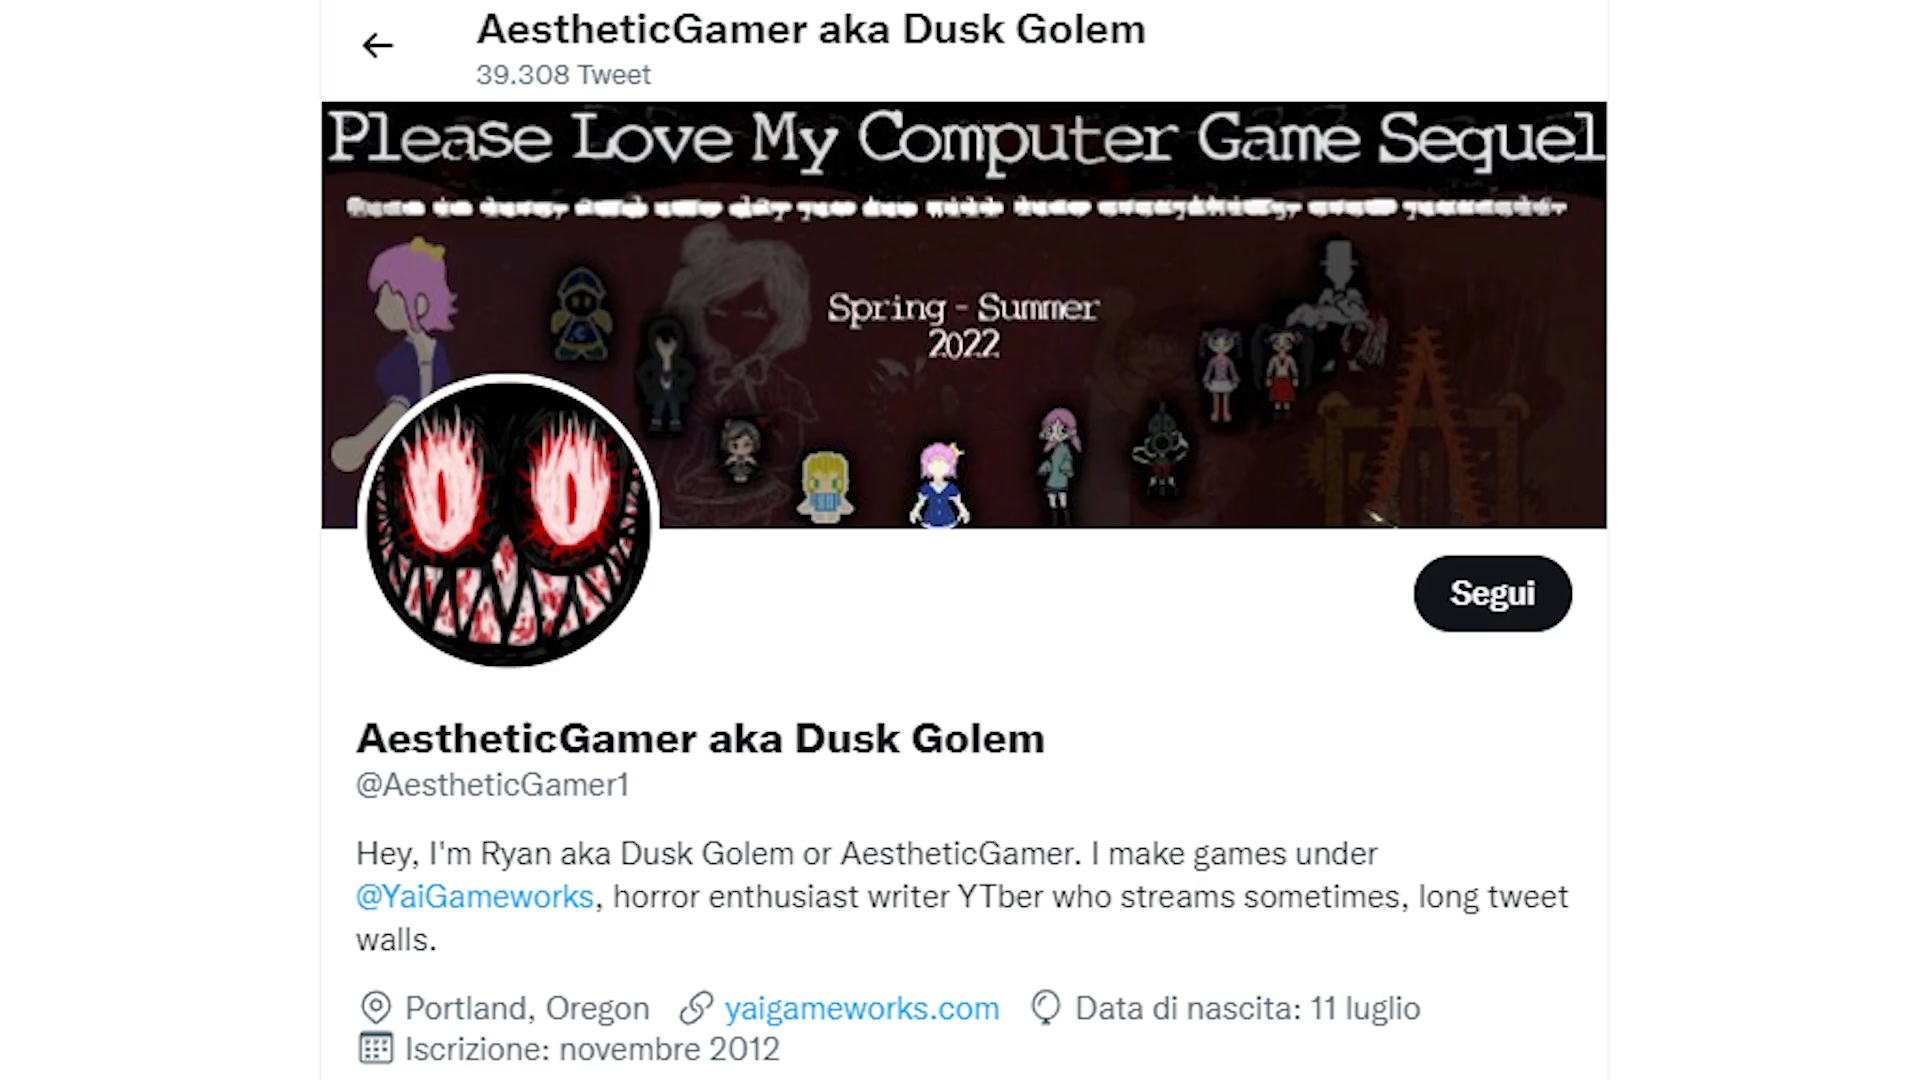 AestheticGamer aka Dusk Golem
39.308 Tweet
Please Love My Computer Game Sequel
Spring - Summer
2022
Segui
AestheticGamer aka Dusk Golem
@AestheticGamer1
Hey, I'm Ryan aka Dusk Golem or AestheticGamer. I make games under
@YaiGameworks, horror enthusiast writer YTber who streams sometimes, long tweet
walls.
Portland, Oregon yaigameworks.com Data di nascita: 11 luglio
Iscrizione: novembre 2012